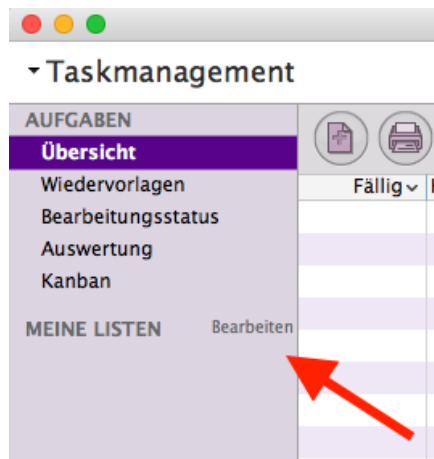 Taskmanagement
AUFGABEN
Übersicht
Wiedervorlagen
Bearbeitungsstatus
Auswertung
Kanban
MEINE LISTEN Bearbeiten
Fällig